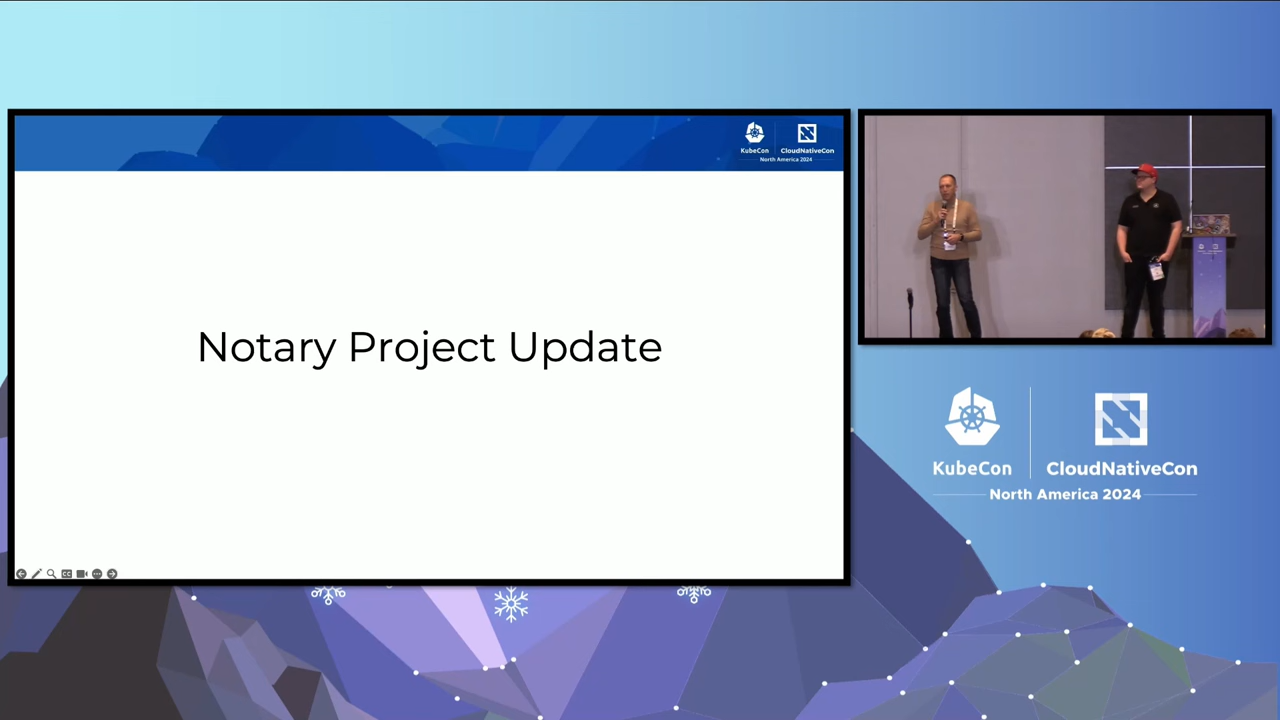 KubeCon
CloudNativeCon
North America 2024
Notary Project Update
KubeCon
CloudNativeCon
North America 2024